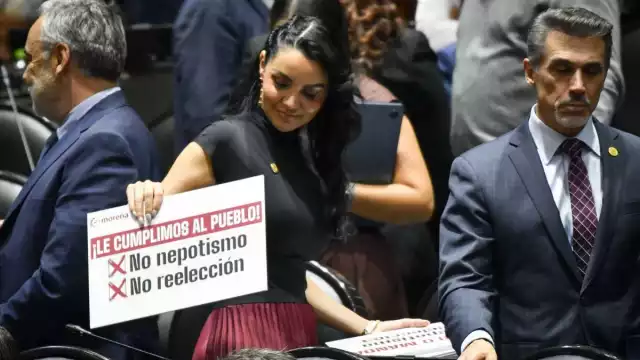 morena
¡LE CUMPLIMOS AL PUEBLO!
No nepotismo
No reelección